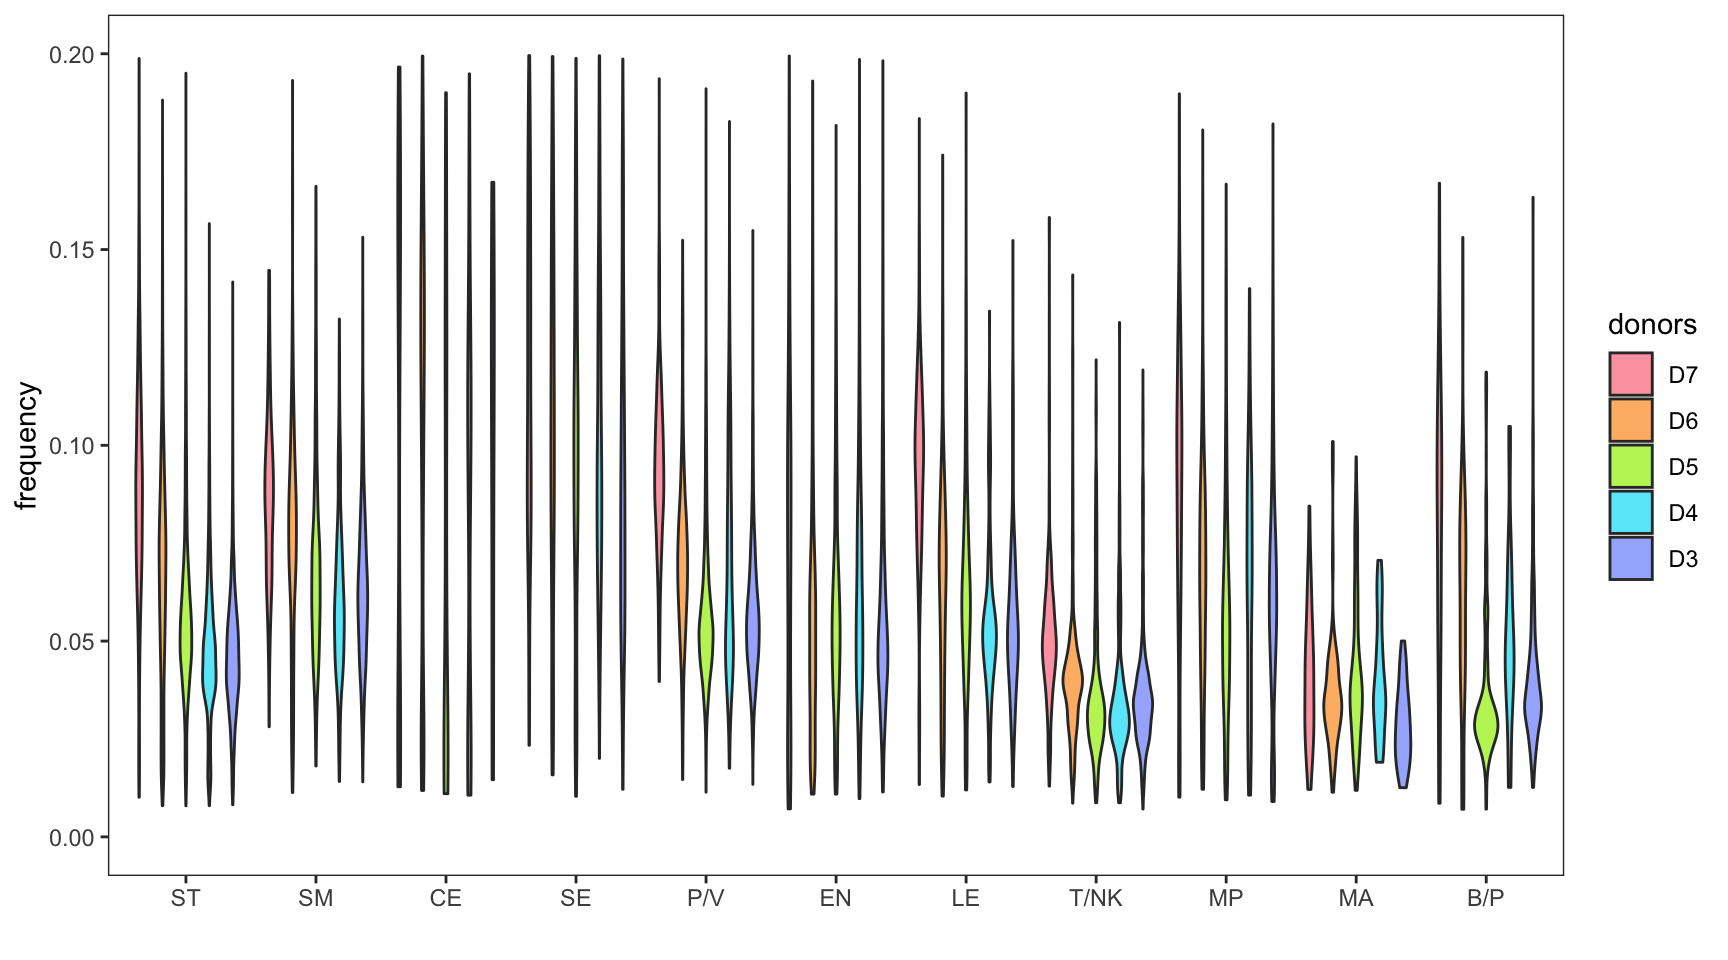 frequency
0.20
0.15
0.10
0.05
0.00
ST SM CE SE P/V EN LE T/NK MP MA B/P
donors
D7
D6
D5
D4
D3